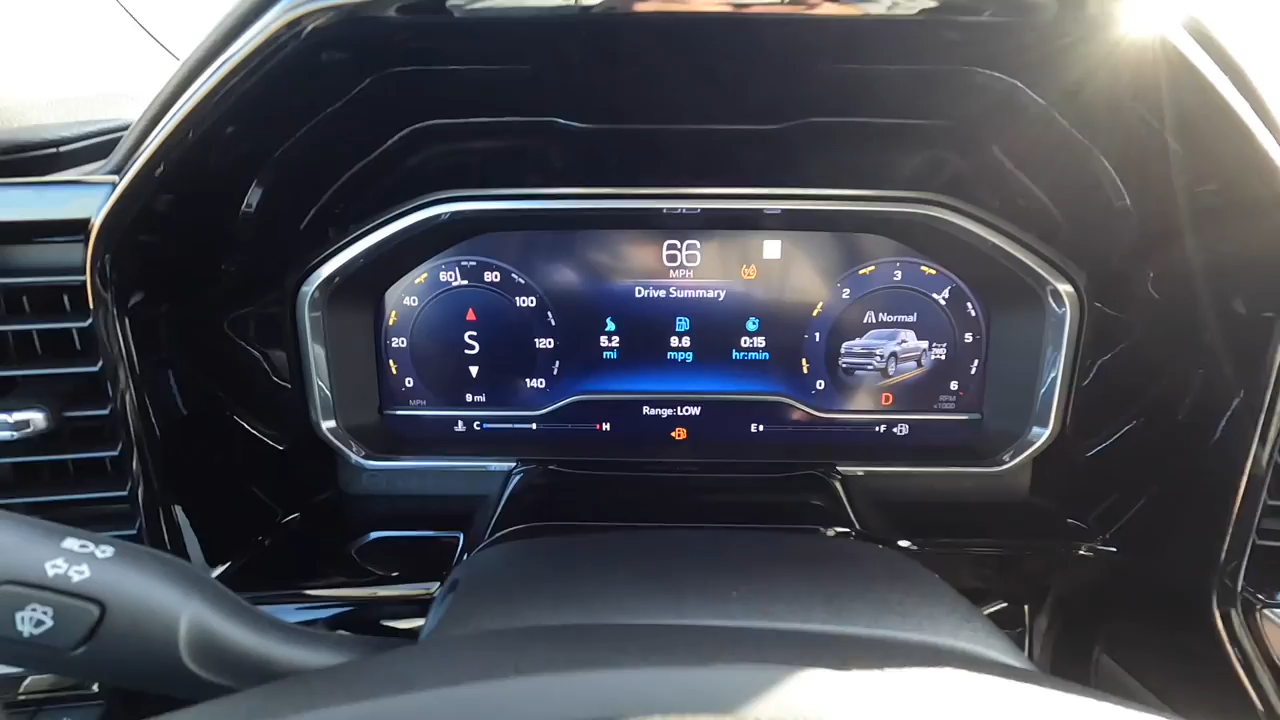 66
MPH
Drive Summary
5.2
mi
9.6
mpg
0:15
hr:min
0
20
40
60
80
100
120
140
MPH
S
9 mi
0
1
2
3
4
5
6
RPM
x1000
Normal
2WD
D
Range: LOW
C
H
E
F